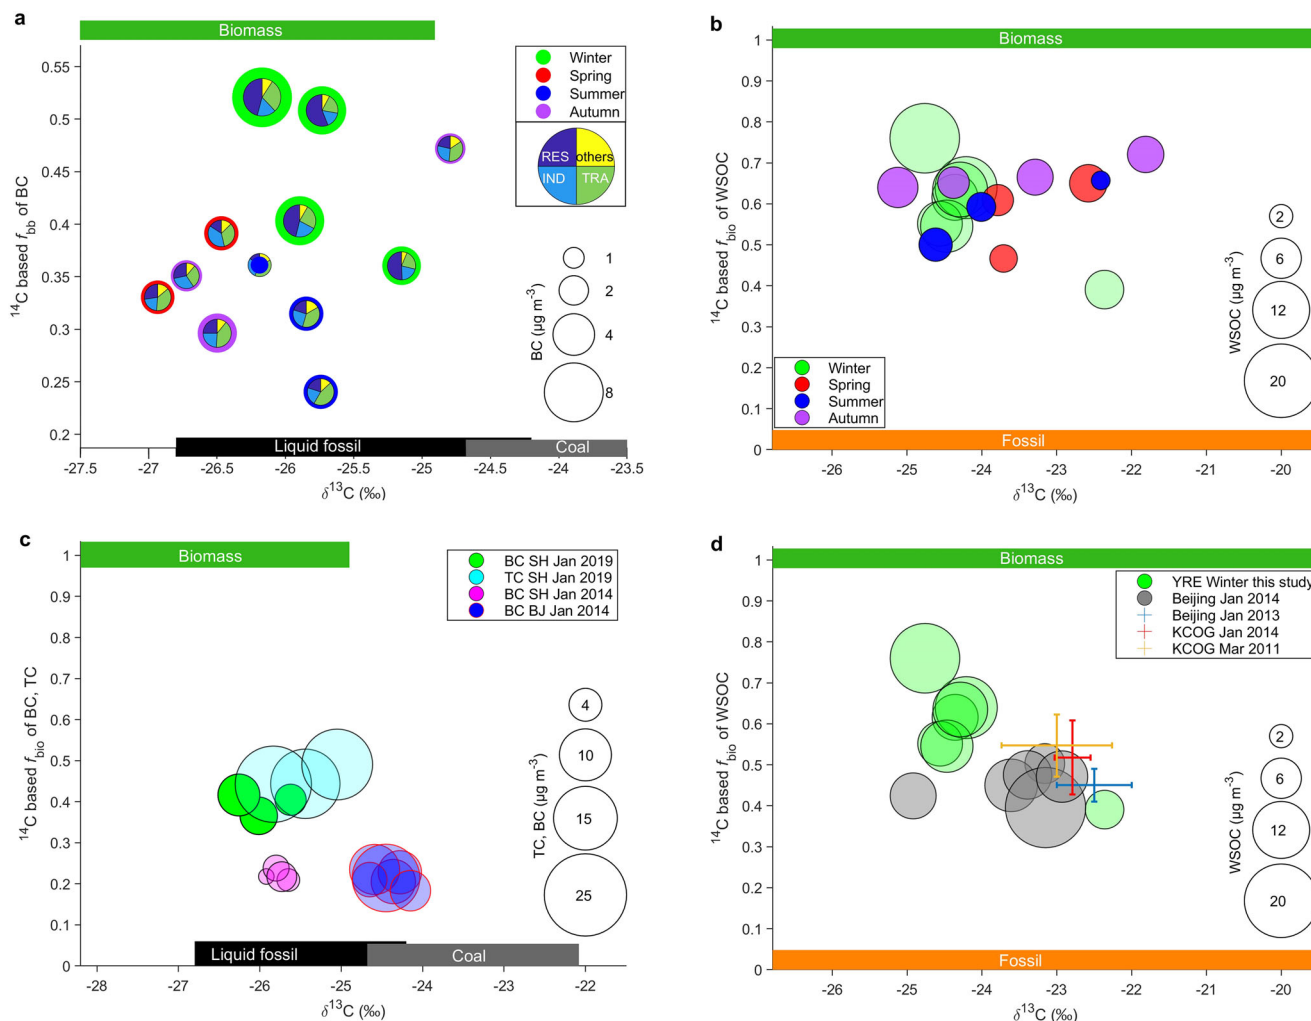 a
Biomass
Winter
Spring
Summer
Autumn
RES
others
IND
TRA
1
2
4
8
BC (µg m⁻³)
0.55
0.5
0.45
0.4
0.35
0.3
0.25
0.2
¹⁴C based f_bb of BC
Liquid fossil
Coal
-27.5
-27
-26.5
-26
-25.5
-25
-24.5
-24
-23.5
δ¹³C (‰)
b
Biomass
1
0.9
0.8
0.7
0.6
0.5
0.4
0.3
0.2
0.1
0
¹⁴C based f_bio of WSOC
2
6
12
20
WSOC (µg m⁻³)
Winter
Spring
Summer
Autumn
Fossil
-26
-25
-24
-23
-22
-21
-20
δ¹³C (‰)
c
Biomass
BC SH Jan 2019
TC SH Jan 2019
BC SH Jan 2014
BC BJ Jan 2014
1
0.9
0.8
0.7
0.6
0.5
0.4
0.3
0.2
0.1
0
¹⁴C based f_bio of BC, TC
4
10
15
25
TC, BC (µg m⁻³)
Liquid fossil
Coal
-28
-27
-26
-25
-24
-23
-22
δ¹³C (‰)
d
Biomass
YRE Winter this study
Beijing Jan 2014
Beijing Jan 2013
KCOG Jan 2014
KCOG Mar 2011
1
0.9
0.8
0.7
0.6
0.5
0.4
0.3
0.2
0.1
0
¹⁴C based f_bio of WSOC
2
6
12
20
WSOC (µg m⁻³)
Fossil
-26
-25
-24
-23
-22
-21
-20
δ¹³C (‰)